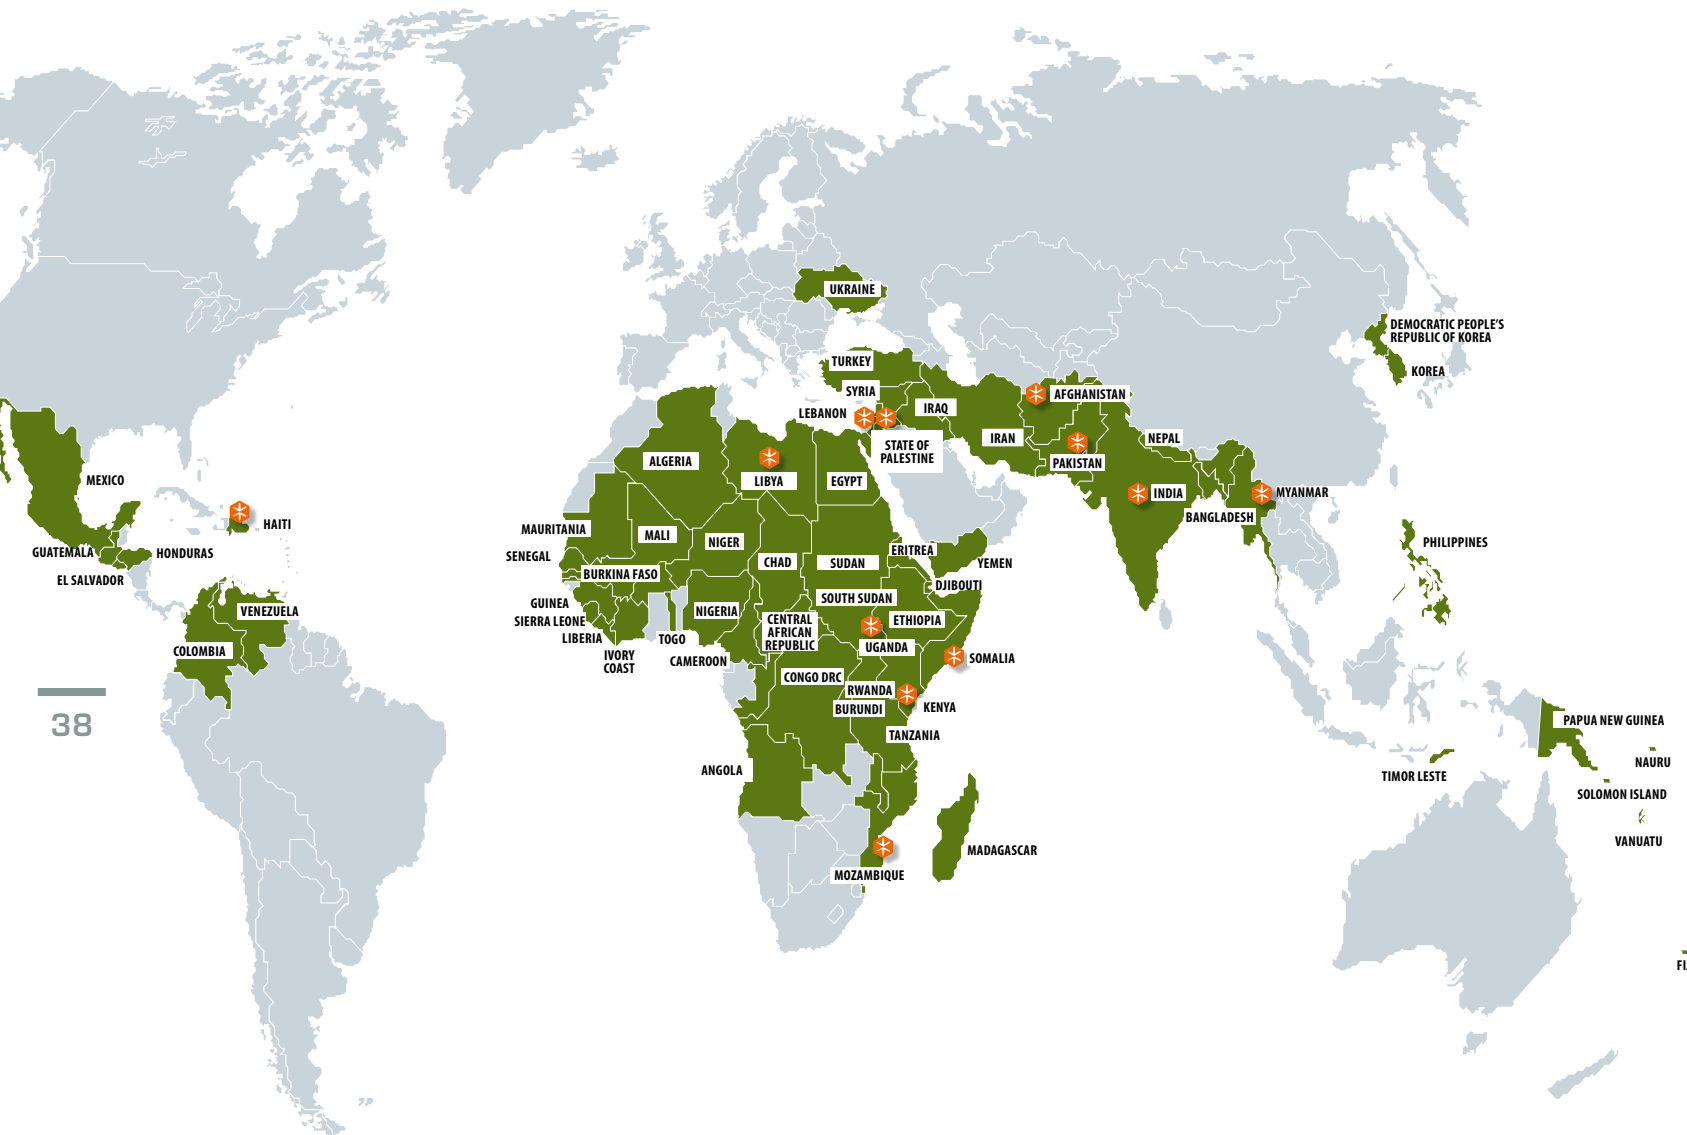 UKRAINE
DEMOCRATIC PEOPLE'S
REPUBLIC OF KOREA
KOREA
TURKEY
SYRIA
LEBANON
IRAQ
AFGHANISTAN
STATE OF
PALESTINE
IRAN
NEPAL
PAKISTAN
ALGERIA
LIBYA
EGYPT
INDIA
MYANMAR
BANGLADESH
MEXICO
HAITI
GUATEMALA
HONDURAS
EL SALVADOR
VENEZUELA
COLOMBIA
MAURITANIA
MALI
NIGER
SENEGAL
CHAD
SUDAN
ERITREA
YEMEN
PHILIPPINES
BURKINA FASO
DJIBOUTI
GUINEA
SOUTH SUDAN
SIERRA LEONE
NIGERIA
CENTRAL
AFRICAN
REPUBLIC
ETHIOPIA
LIBERIA
TOGO
UGANDA
IVORY
COAST
CAMEROON
SOMALIA
CONGO DRC
RWANDA
BURUNDI
KENYA
TANZANIA
38
ANGOLA
PAPUA NEW GUINEA
NAURU
TIMOR LESTE
SOLOMON ISLAND
VANUATU
MADAGASCAR
MOZAMBIQUE